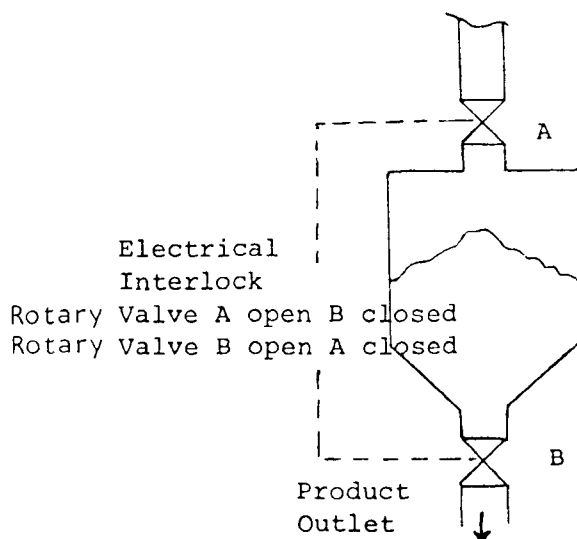 A
Electrical
Interlock
Rotary Valve A open B closed
Rotary Valve B open A closed
B
Product
Outlet